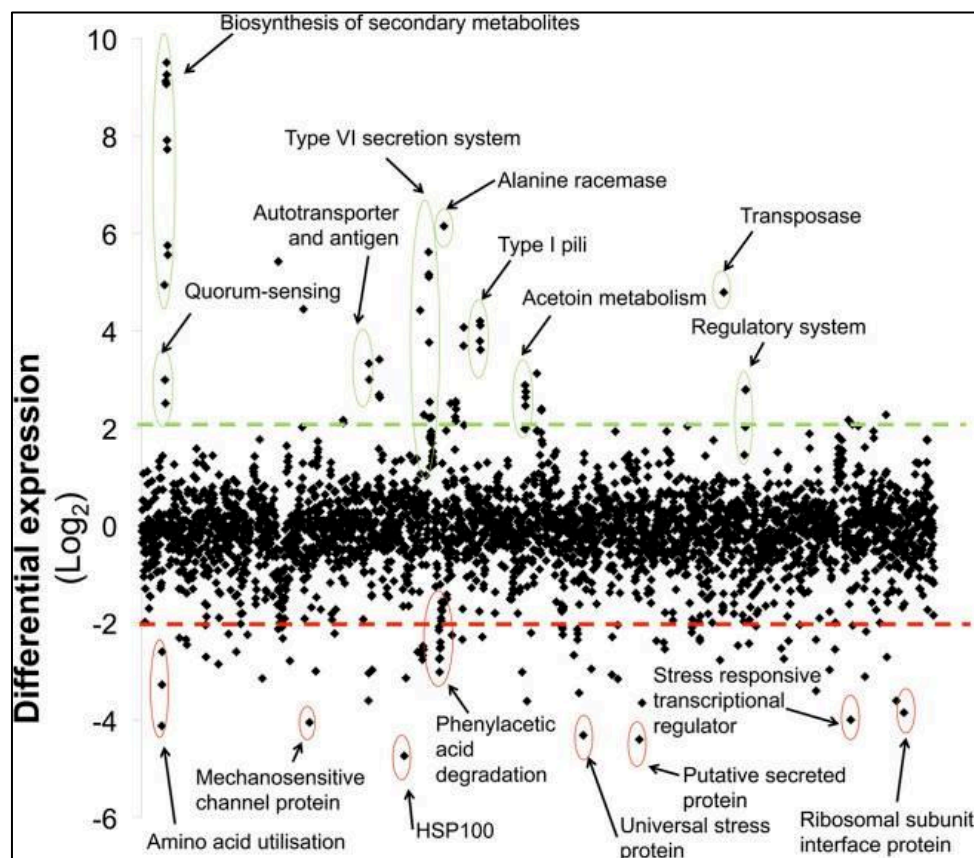 Biosynthesis of secondary metabolites
10
Type VI secretion system
8
Alanine racemase
Autotransporter
and antigen
Transposase
6
Type I pili
Quorum-sensing
Acetoin metabolism
Regulatory system
4
2
Differential expression
(Log2)
0
-2
Stress responsive
transcriptional
regulator
-4
Phenylacetic
acid
degradation
Mechanosensitive
channel protein
Putative secreted
protein
-6
Amino acid utilisation
HSP100
Universal stress
protein
Ribosomal subunit
interface protein